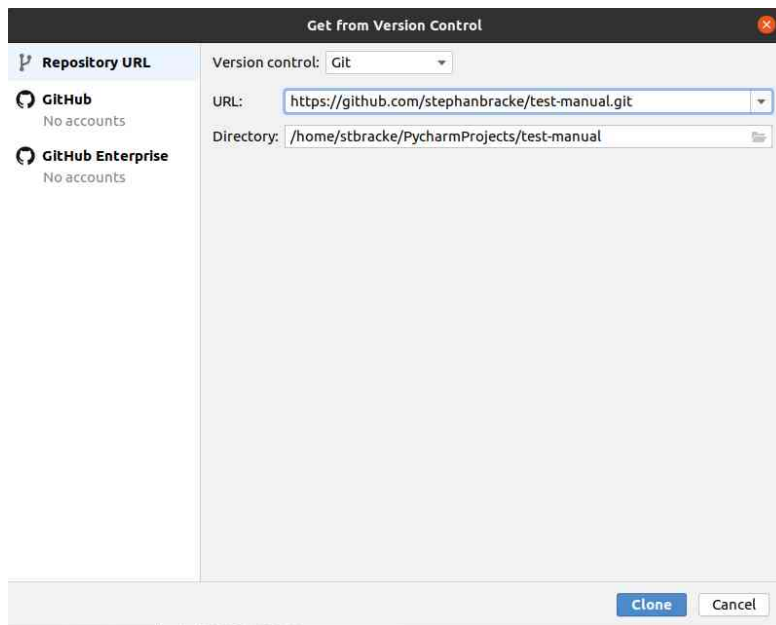 Get from Version Control
Repository URL
GitHub
No accounts
GitHub Enterprise
No accounts
Version control: Git
URL: https://github.com/stephanbracke/test-manual.git
Directory: /home/stbracke/PycharmProjects/test-manual
Clone Cancel